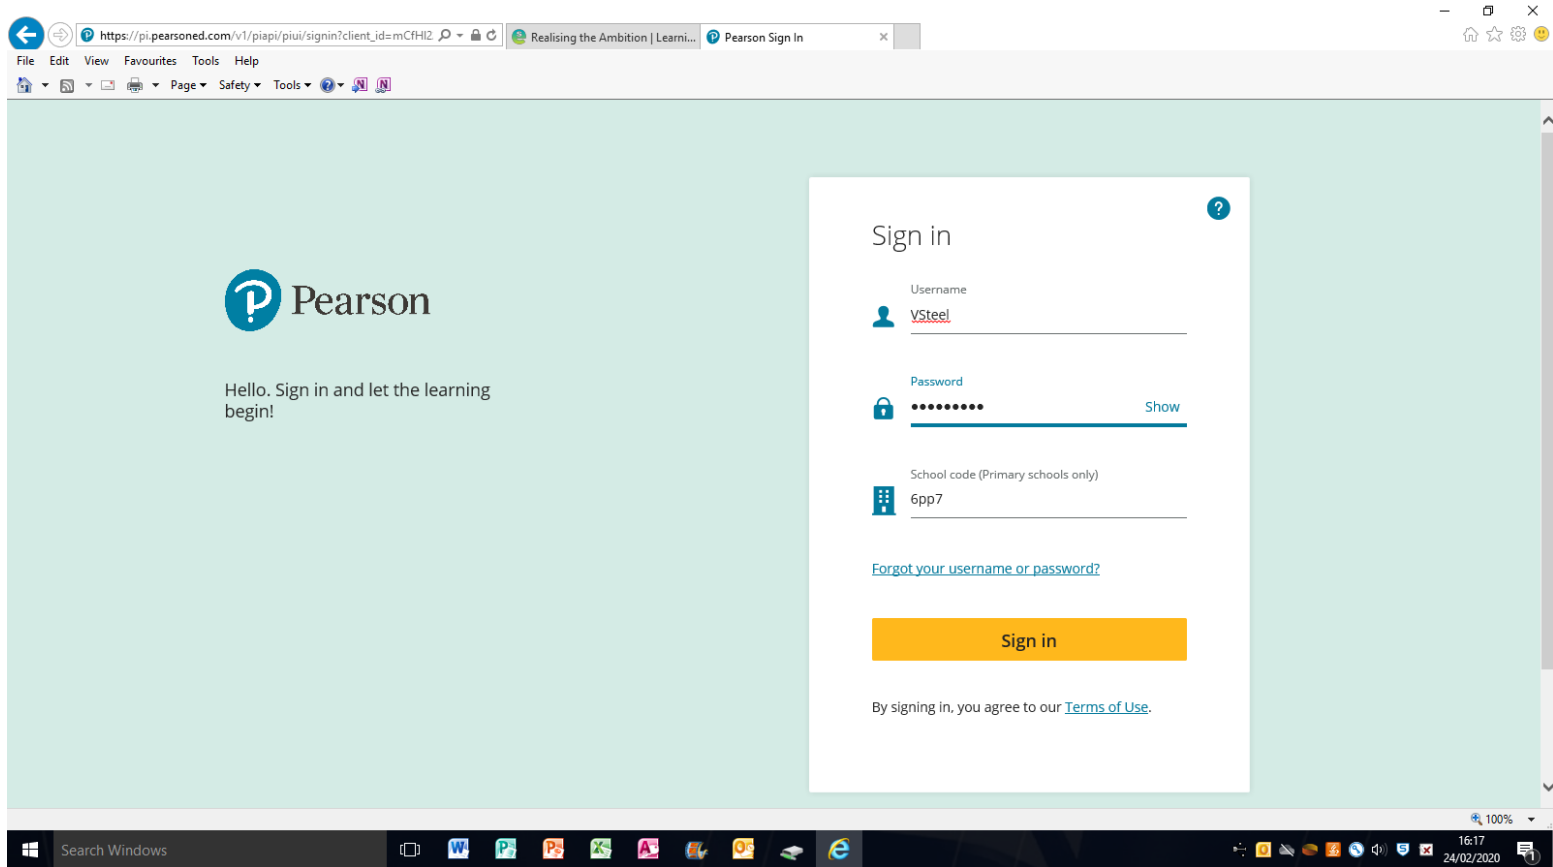 https://pi.pearsoned.com/v1/piapi/piui/signin?client_id=mCfHI2
Realising the Ambition | Learni...
Pearson Sign In
File Edit View Favourites Tools Help
Page Safety Tools
Sign in
Username
VSteel
Pearson
Password
Hello. Sign in and let the learning
begin!
••••••••• Show
School code (Primary schools only)
6pp7
Forgot your username or password?
Sign in
By signing in, you agree to our Terms of Use.
100%
Search Windows
16:17
24/02/2020